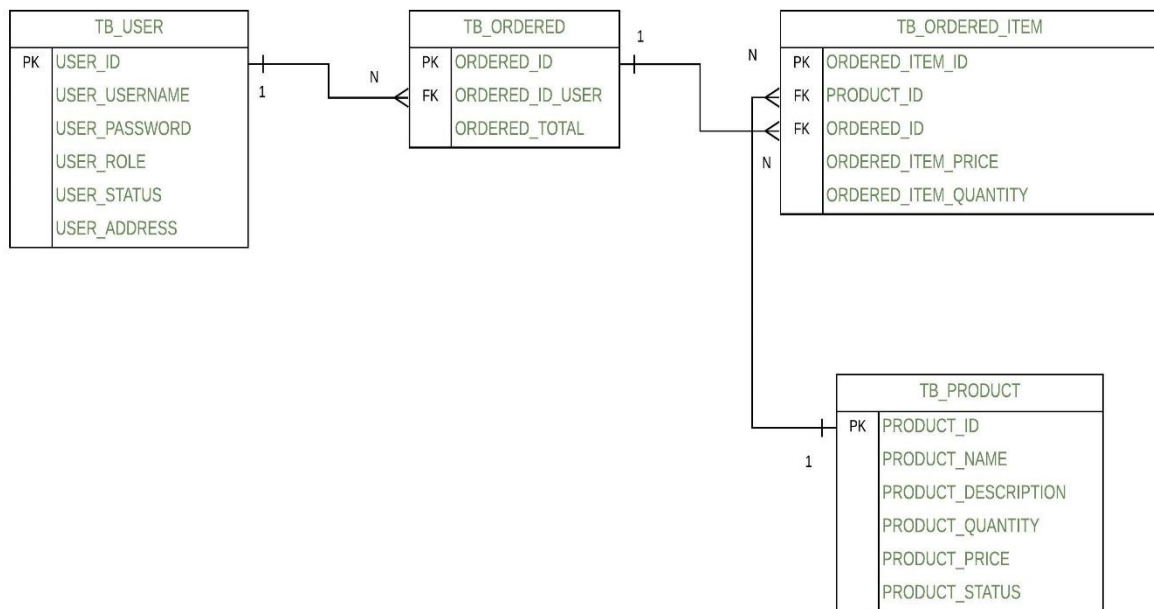 TB_USER
PK USER_ID
USER_USERNAME
USER_PASSWORD
USER_ROLE
USER_STATUS
USER_ADDRESS
1
N
TB_ORDERED
PK ORDERED_ID
FK ORDERED_ID_USER
ORDERED_TOTAL
1
N
N
TB_ORDERED_ITEM
PK ORDERED_ITEM_ID
FK PRODUCT_ID
FK ORDERED_ID
ORDERED_ITEM_PRICE
ORDERED_ITEM_QUANTITY
1
TB_PRODUCT
PK PRODUCT_ID
PRODUCT_NAME
PRODUCT_DESCRIPTION
PRODUCT_QUANTITY
PRODUCT_PRICE
PRODUCT_STATUS